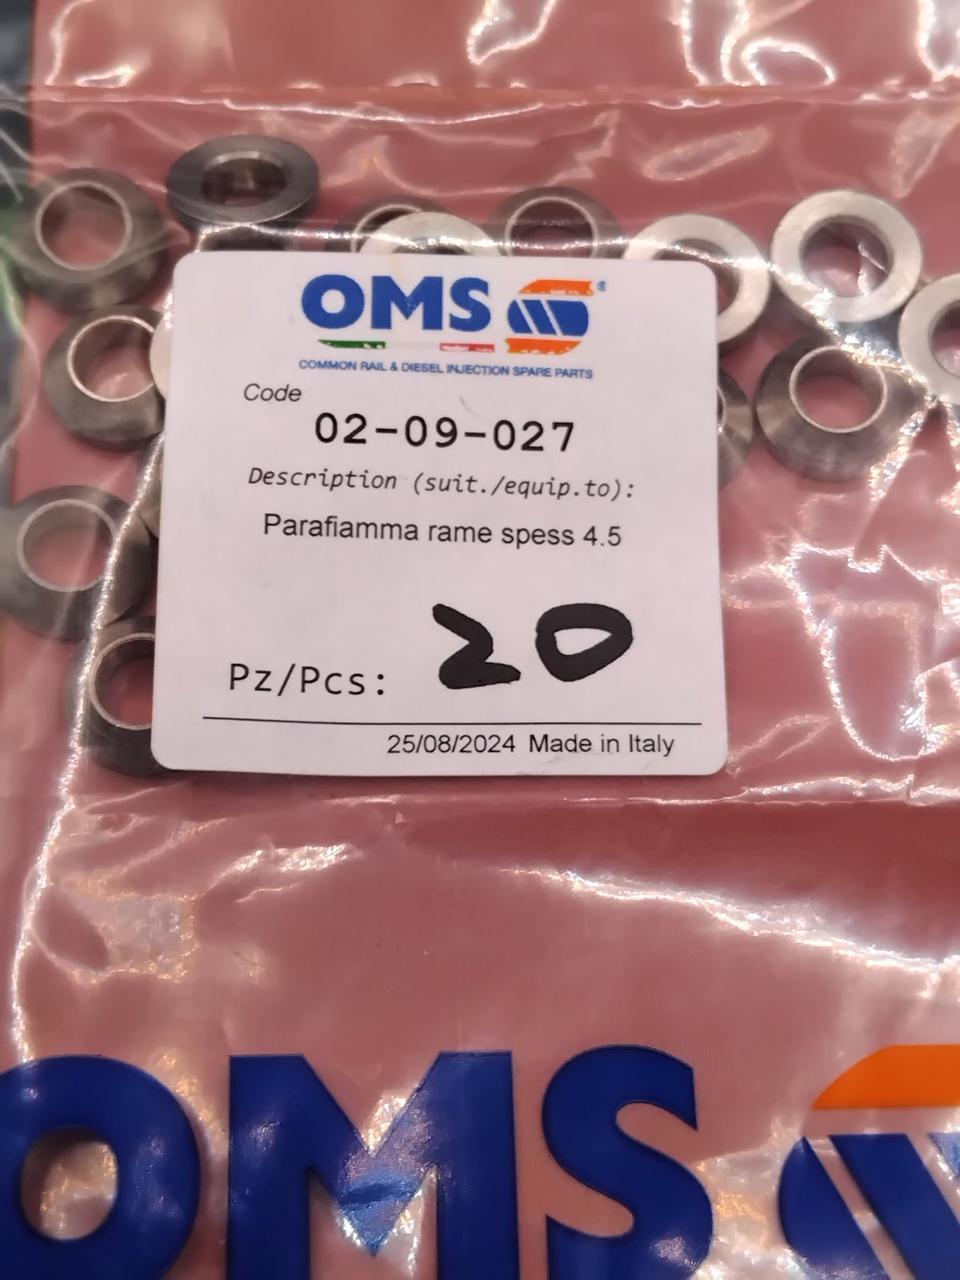 OMS®
COMMON RAIL & DIESEL INJECTION SPARE PARTS
Code
02-09-027
Description (suit./equip.to):
Parafiamma rame spess 4.5
Pz/Pcs: 20
25/08/2024 Made in Italy
OMS